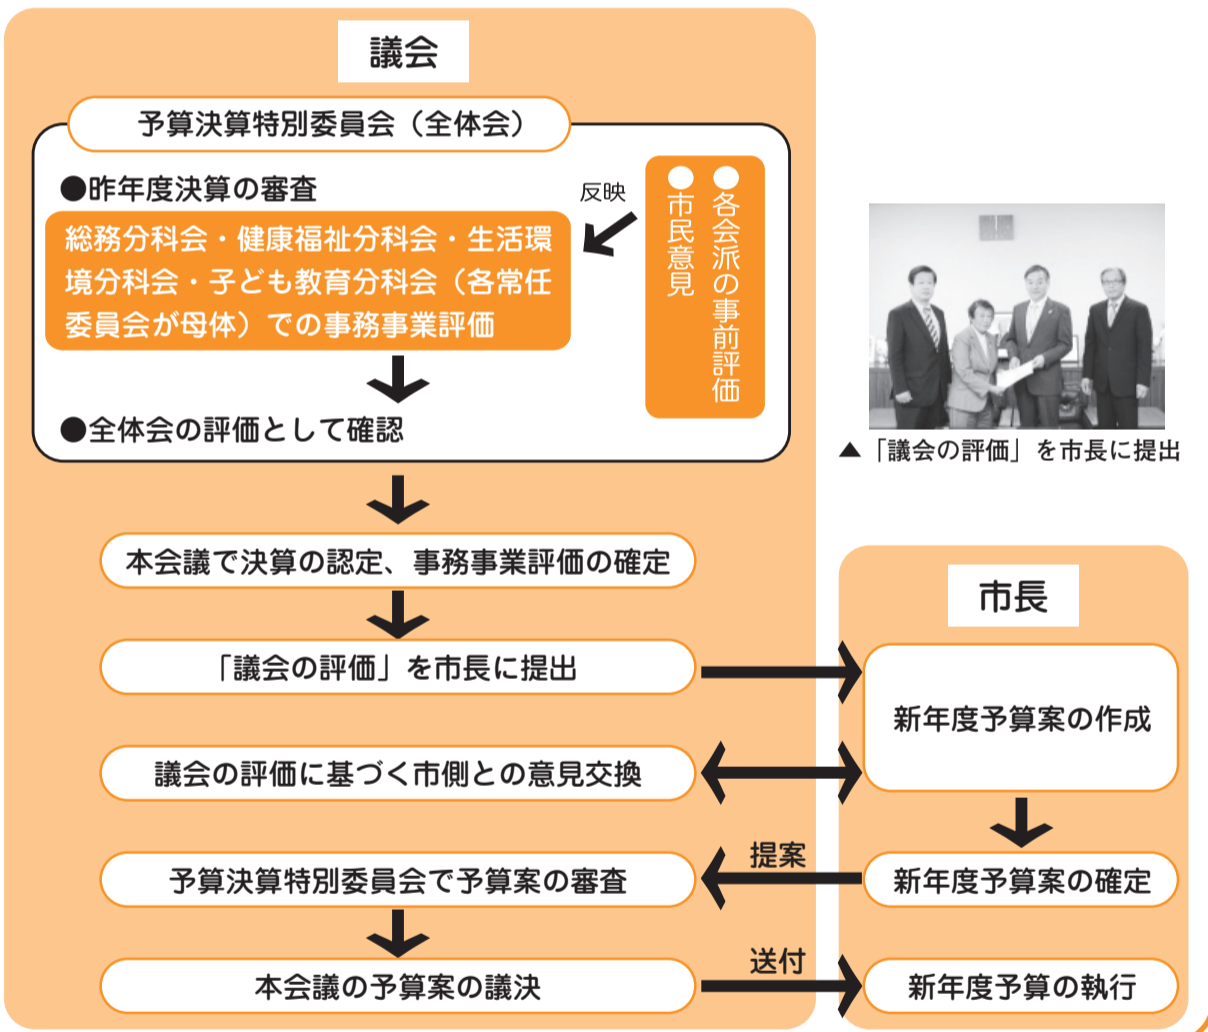 議会
予算決算特別委員会（全体会）
●昨年度決算の審査
総務分科会・健康福祉分科会・生活環
境分科会・子ども教育分科会（各常任
委員会が母体）での事務事業評価
反映
●各会派の事前評価
●市民意見
●全体会の評価として確認
本会議で決算の認定、事務事業評価の確定
「議会の評価」を市長に提出
議会の評価に基づく市側との意見交換
予算決算特別委員会で予算案の審査
本会議の予算案の議決
提案
送付
▲「議会の評価」を市長に提出
市長
新年度予算案の作成
新年度予算案の確定
新年度予算の執行